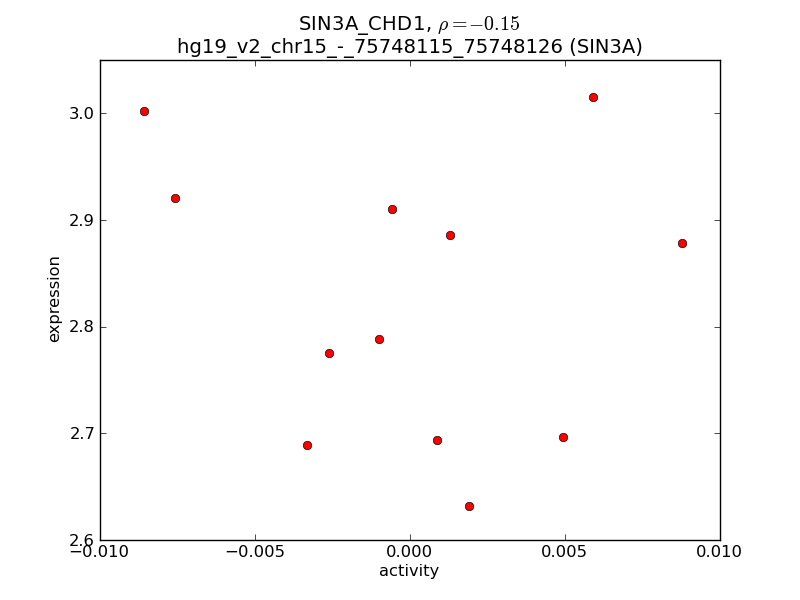 SIN3A_CHD1, ρ = −0.15
hg19_v2_chr15_-_75748115_75748126 (SIN3A)
3.0
2.9
2.8
2.7
2.6
expression
−0.010
−0.005
0.000
0.005
0.010
activity